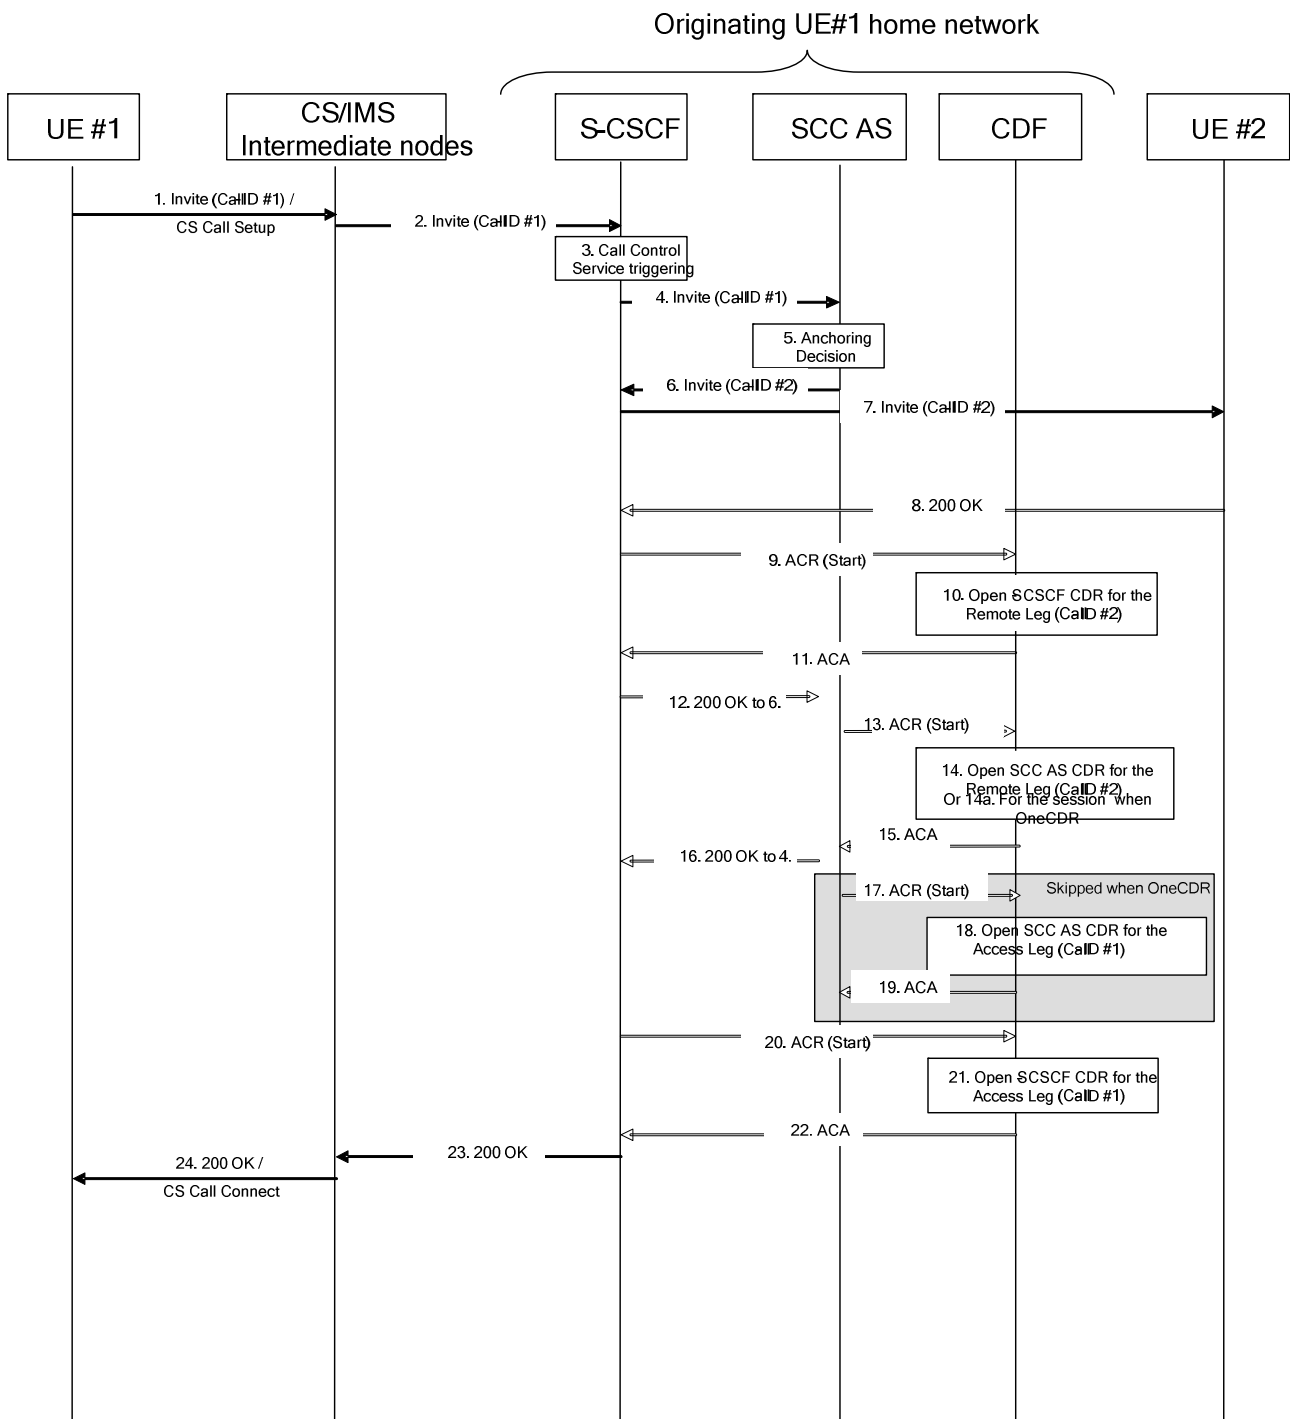 Originating UE#1 home network
UE #1
CS/IMS
Intermediate nodes
S-CSCF
SCC AS
CDF
UE #2
1. Invite (CallID #1) /
CS Call Setup
2. Invite (CallID #1)
3. Call Control
Service triggering
4. Invite (CallID #1)
5. Anchoring
Decision
6. Invite (CallID #2)
7. Invite (CallID #2)
8. 200 OK
9. ACR (Start)
10. Open S-CSCF CDR for the
Remote Leg (CallID #2)
11. ACA
12. 200 OK to 6.
13. ACR (Start)
14. Open SCC AS CDR for the
Remote Leg (CallID #2)
Or 14a. For the session when
OneCDR
15. ACA
16. 200 OK to 4.
17. ACR (Start)
Skipped when OneCDR
18. Open SCC AS CDR for the
Access Leg (CallID #1)
19. ACA
20. ACR (Start)
21. Open S-CSCF CDR for the
Access Leg (CallID #1)
22. ACA
23. 200 OK
24. 200 OK /
CS Call Connect